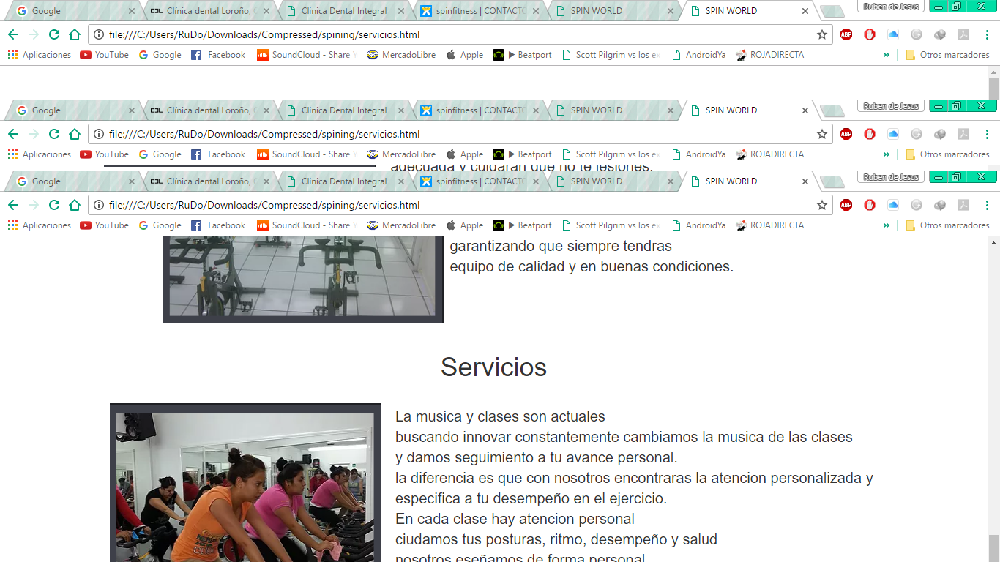 Google
Clínica dental Loroño,
Clinica Dental Integral
spinfitness | CONTACTO
SPIN WORLD
SPIN WORLD
Ruben de Jesus
file:///C:/Users/RuDo/Downloads/Compressed/spining/servicios.html
ABP
Aplicaciones YouTube Google Facebook SoundCloud - Share MercadoLibre Apple Beatport Scott Pilgrim vs los ex AndroidYa ROJADIRECTA » Otros marcadores
Google
Clínica dental Loroño,
Clinica Dental Integral
spinfitness | CONTACTO
SPIN WORLD
SPIN WORLD
Ruben de Jesus
file:///C:/Users/RuDo/Downloads/Compressed/spining/servicios.html
ABP
Aplicaciones YouTube Google Facebook SoundCloud - Share MercadoLibre Apple Beatport Scott Pilgrim vs los ex AndroidYa ROJADIRECTA » Otros marcadores
adecuada y cuidaran que no te lesiones.
Google
Clínica dental Loroño,
Clinica Dental Integral
spinfitness | CONTACTO
SPIN WORLD
SPIN WORLD
Ruben de Jesus
file:///C:/Users/RuDo/Downloads/Compressed/spining/servicios.html
ABP
Aplicaciones YouTube Google Facebook SoundCloud - Share MercadoLibre Apple Beatport Scott Pilgrim vs los ex AndroidYa ROJADIRECTA » Otros marcadores
garantizando que siempre tendras
equipo de calidad y en buenas condiciones.
Servicios
La musica y clases son actuales
buscando innovar constantemente cambiamos la musica de las clases
y damos seguimiento a tu avance personal.
la diferencia es que con nosotros encontraras la atencion personalizada y
especifica a tu desempeño en el ejercicio.
En cada clase hay atencion personal
ciudamos tus posturas, ritmo, desempeño y salud
nosotros eseñamos de forma personal